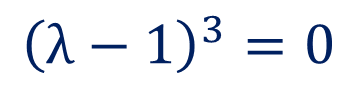 (λ − 1)³ = 0